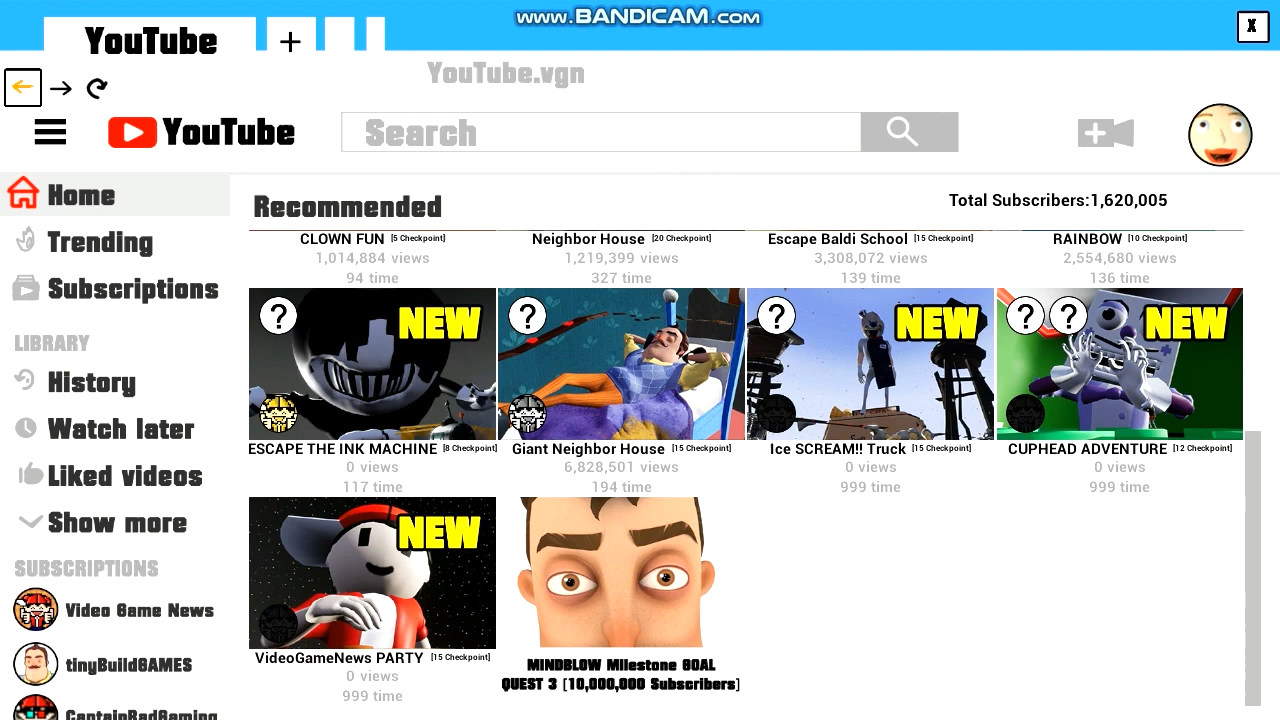 www.BANDICAM.com
YouTube
+
X
YouTube.vgn
YouTube
Search
Home
Trending
Subscriptions
LIBRARY
History
Watch later
Liked videos
Show more
SUBSCRIPTIONS
Video Game News
tinyBuildGAMES
CaptainBadGaming
Recommended
Total Subscribers:1,620,005
CLOWN FUN [5 Checkpoint]
1,014,884 views
94 time
Neighbor House [20 Checkpoint]
1,219,399 views
327 time
Escape Baldi School [15 Checkpoint]
3,308,072 views
139 time
RAINBOW [10 Checkpoint]
2,554,680 views
136 time
?
NEW
ESCAPE THE INK MACHINE [8 Checkpoint]
0 views
117 time
?
Giant Neighbor House [15 Checkpoint]
6,828,501 views
194 time
?
NEW
Ice SCREAM!! Truck [15 Checkpoint]
0 views
999 time
? ?
NEW
CUPHEAD ADVENTURE [12 Checkpoint]
0 views
999 time
NEW
VideoGameNews PARTY [15 Checkpoint]
0 views
999 time
MINDBLOW Milestone GOAL
QUEST 3 [10,000,000 Subscribers]